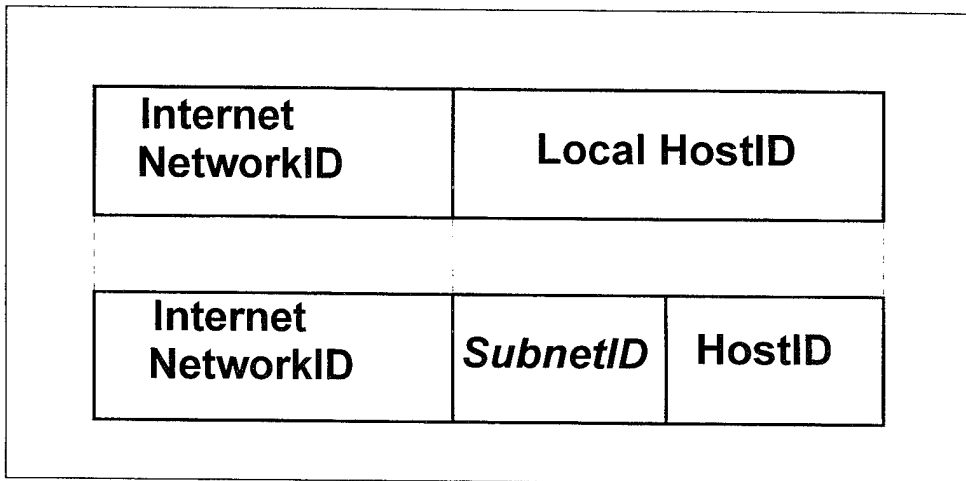 Internet
NetworkID
Local HostID
Internet
NetworkID
SubnetID
HostID